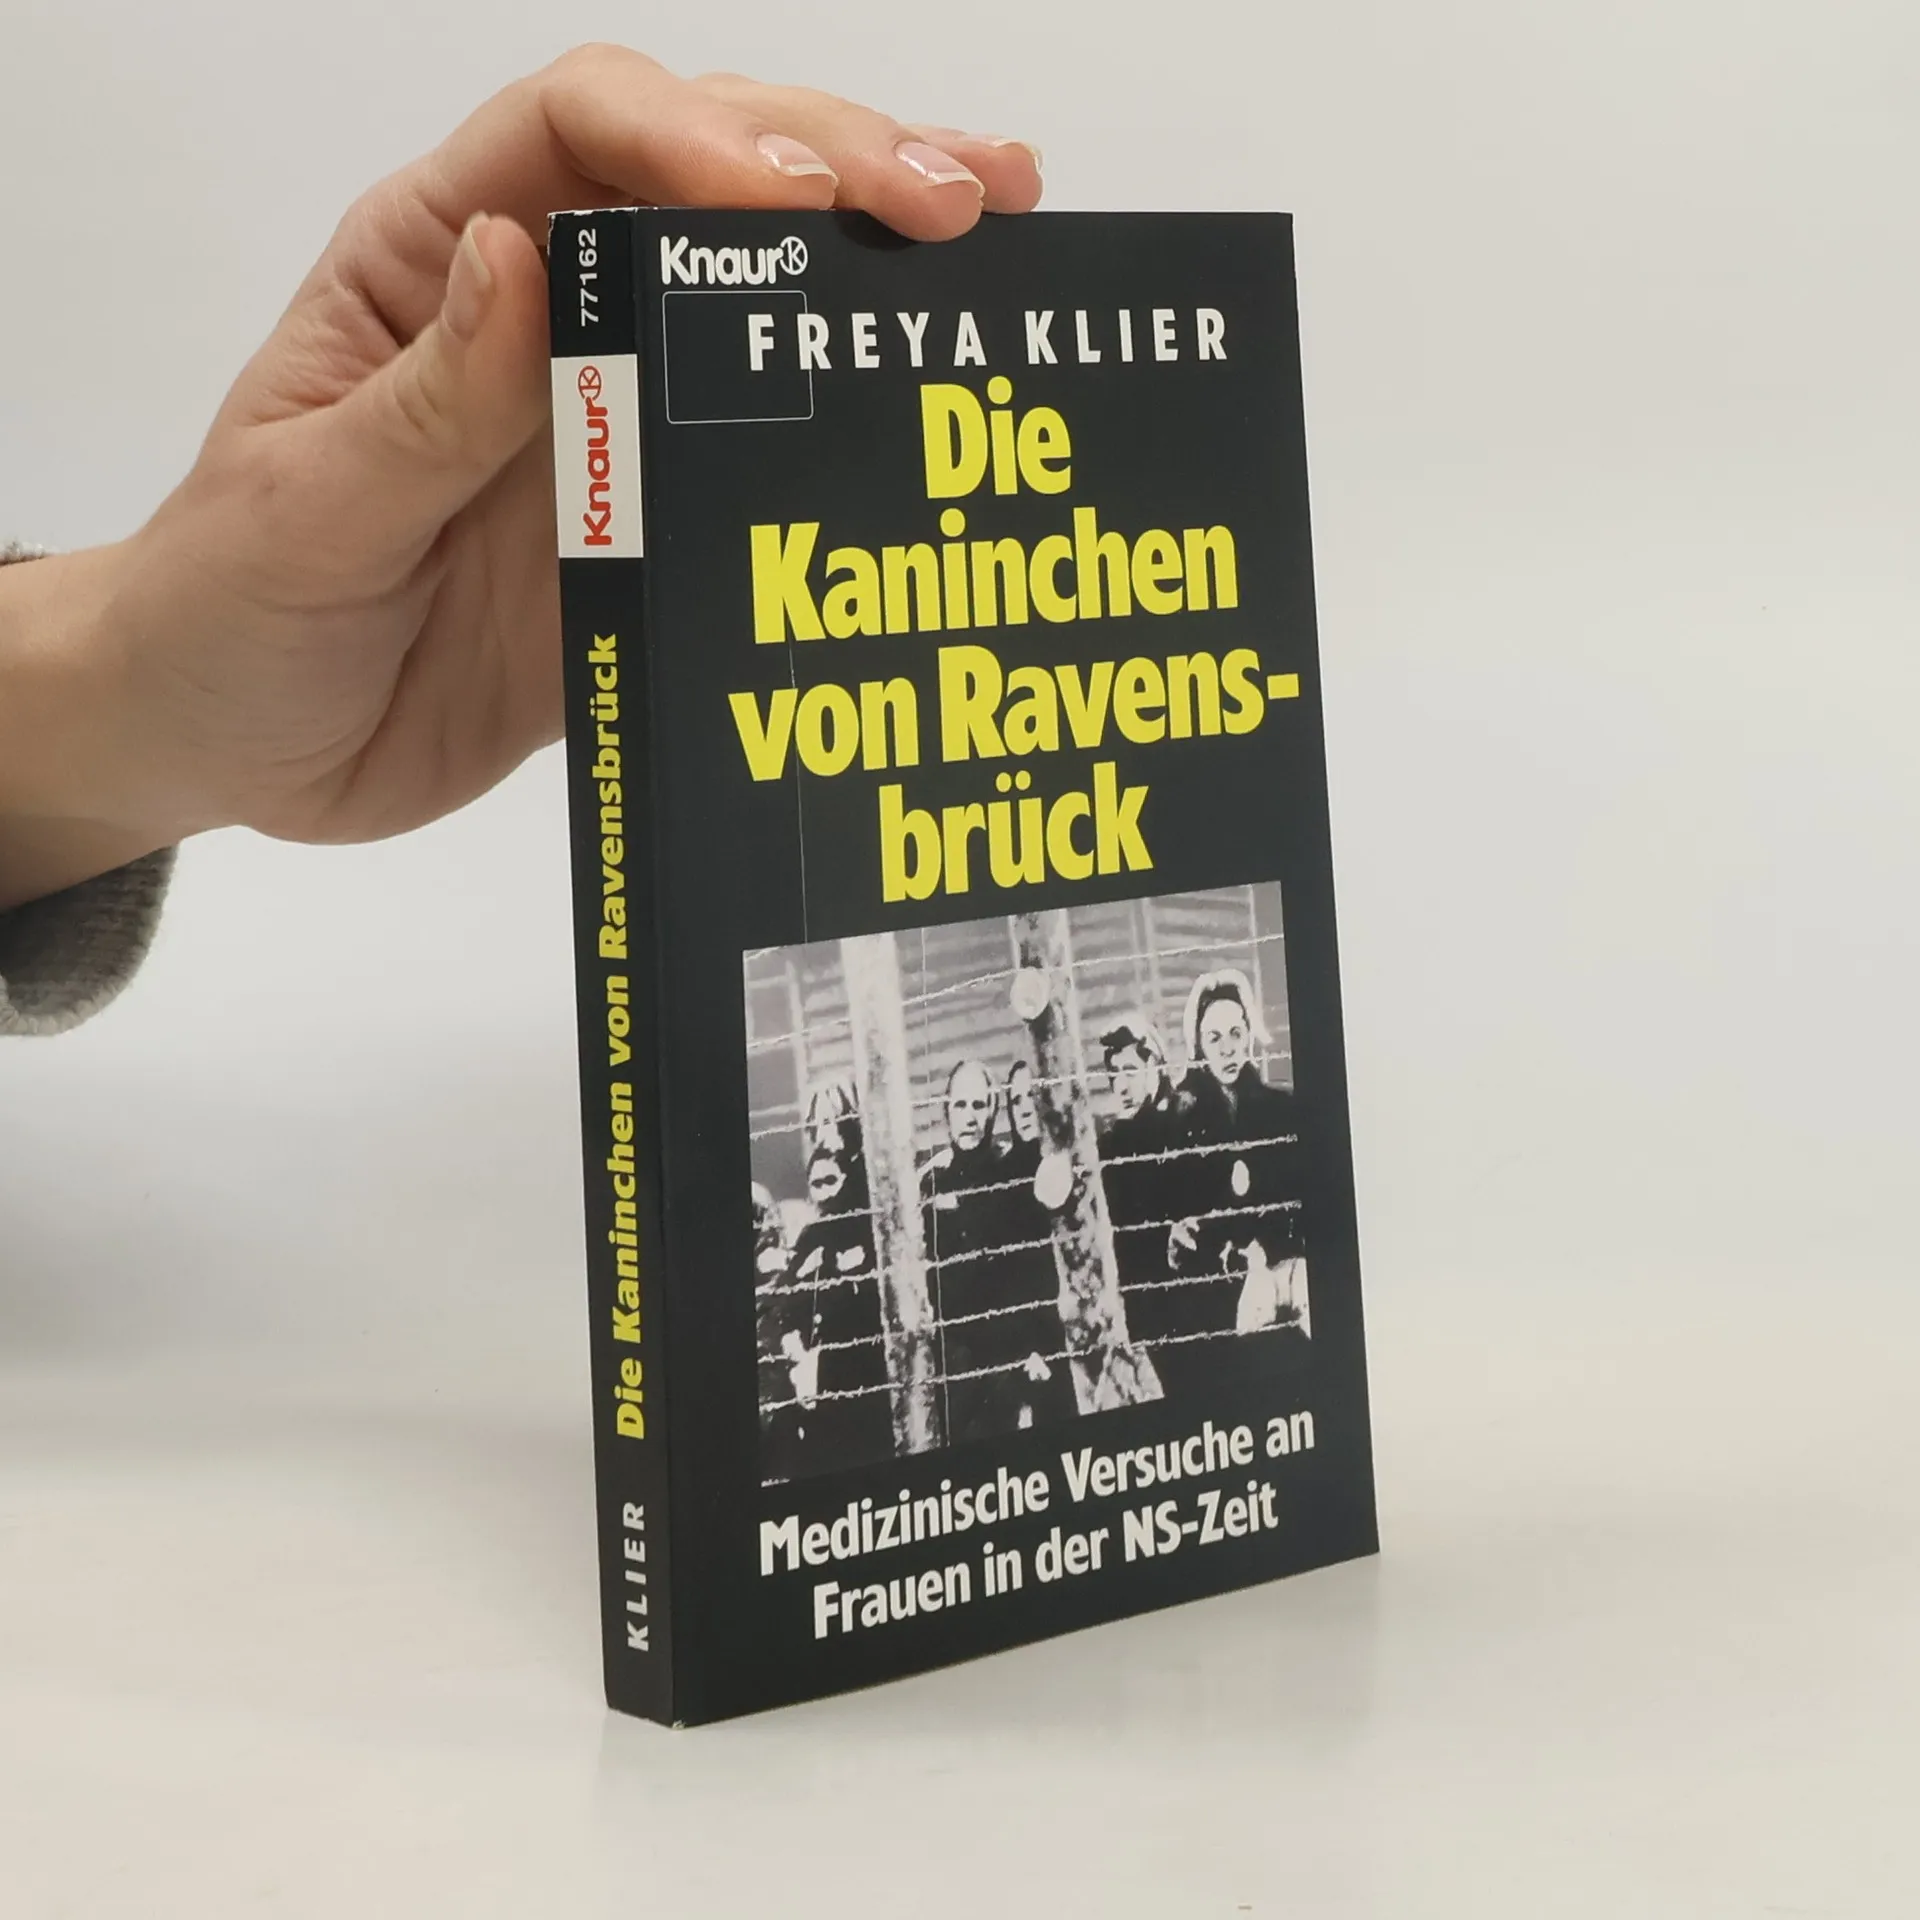 Knaur
FREYA KLIER
Die
Kaninchen
von Ravens-
brück
Medizinische Versuche an
Frauen in der NS-Zeit
77162
Knaur
KLIER Die Kaninchen von Ravensbrück